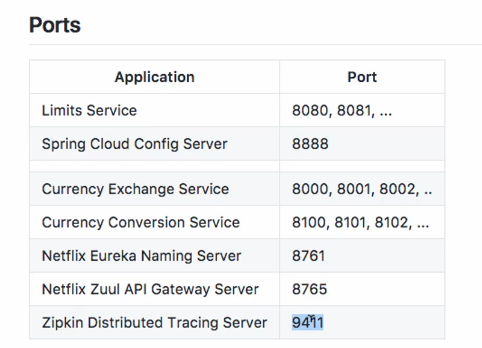 Ports
Application Port
Limits Service 8080, 8081, ...
Spring Cloud Config Server 8888
Currency Exchange Service 8000, 8001, 8002, ..
Currency Conversion Service 8100, 8101, 8102, ...
Netflix Eureka Naming Server 8761
Netflix Zuul API Gateway Server 8765
Zipkin Distributed Tracing Server 9411